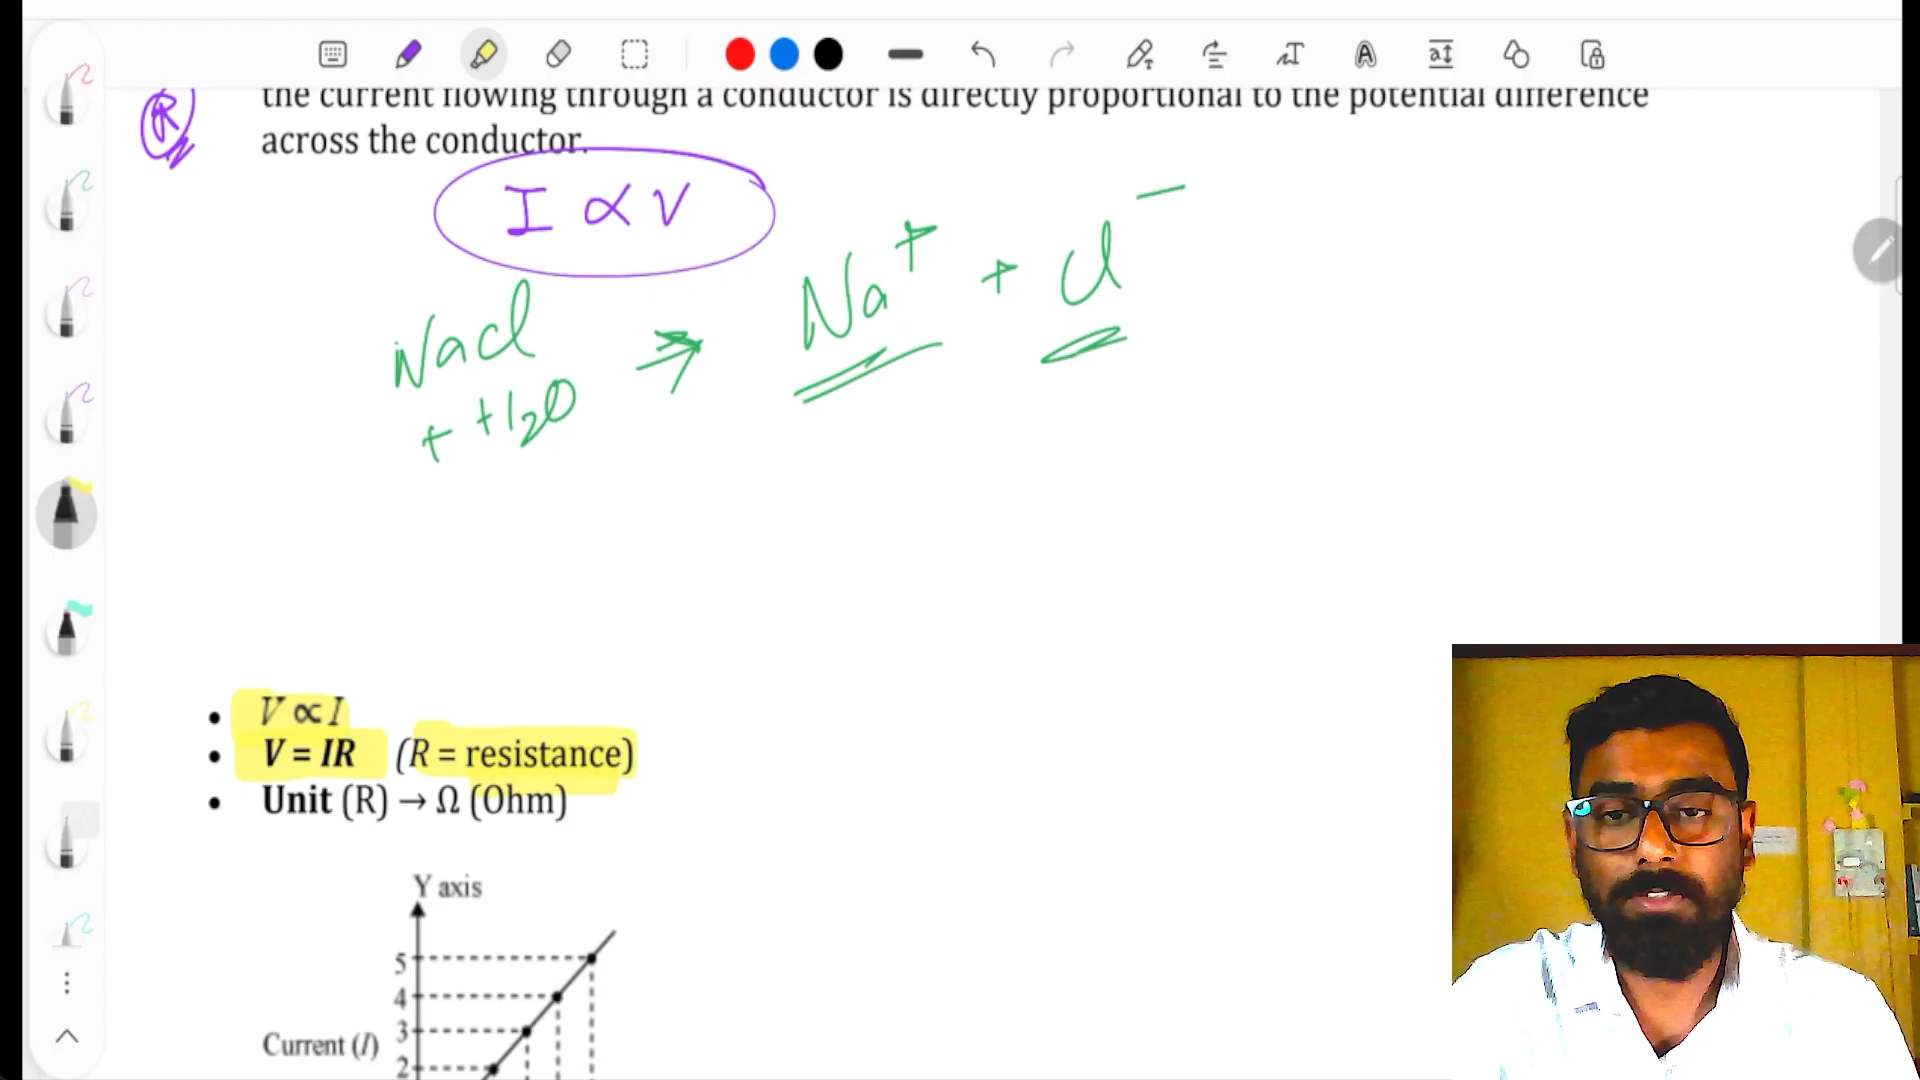 the current flowing through a conductor is directly proportional to the potential difference
across the conductor.
R
I ∝ V
NaCl → Na⁺ + Cl⁻
+ H₂O
• V ∝ I
• V = IR (R = resistance)
• Unit (R) → Ω (Ohm)
Y axis
5
4
3
Current (I)
2